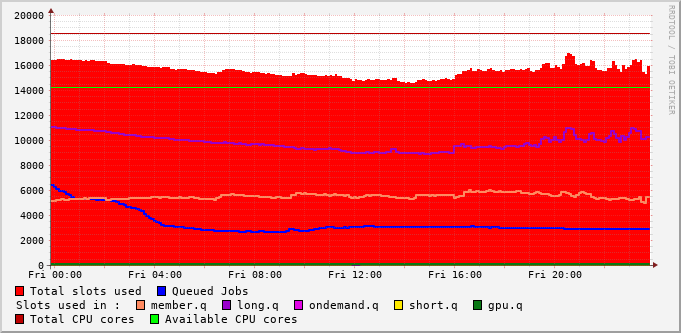 20000
18000
16000
14000
12000
10000
8000
6000
4000
2000
0
Fri 00:00 Fri 04:00 Fri 08:00 Fri 12:00 Fri 16:00 Fri 20:00
Total slots used Queued Jobs
Slots used in : member.q long.q ondemand.q short.q gpu.q
Total CPU cores Available CPU cores
RRDTOOL / TOBI OETIKER